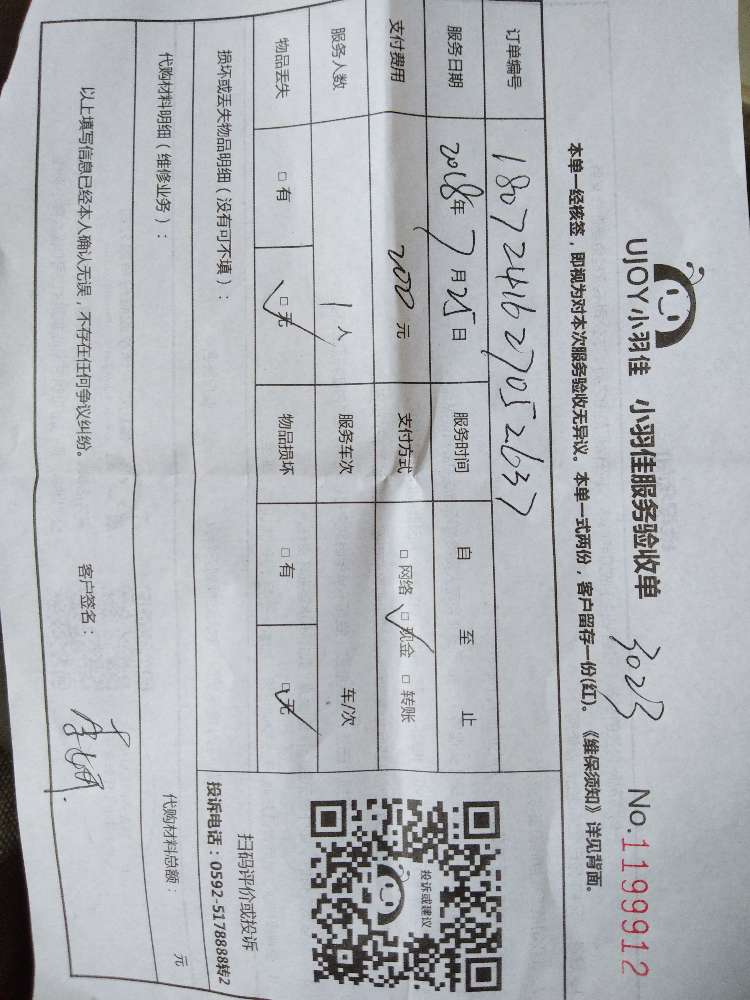 UJOY小羽佳 小羽佳服务验收单 No.1199912
本单一经核签，即视为对本次服务验收无异议。本单一式两份，客户留存一份(红)。《维保须知》详见背面。
订单编号 1807241627052637
服务日期 2018年7月25日 服务时间 自 至 止
支付费用 200元 支付方式 □网络 □现金 □转账
服务人数 1人 服务车次 车/次
物品丢失 □有 □无 物品损坏 □有 □无
损坏或丢失物品明细（没有可不填）：
代购材料明细（维修业务）： 代购材料总额： 元
以上填写信息已经本人确认无误，不存在任何争议纠纷。 客户签名：
投诉或建议
扫码评价或投诉
投诉电话：0592-5178888转2